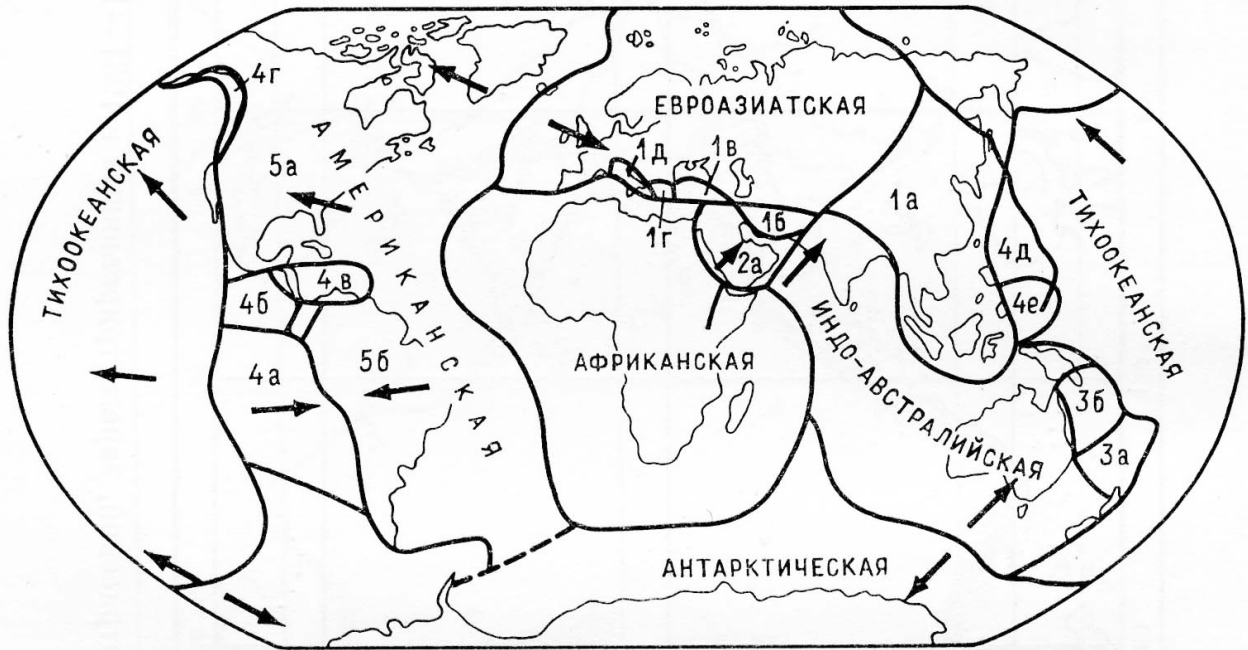 4г
ЕВРОАЗИАТСКАЯ
АМЕРИКАНСКАЯ
ТИХООКЕАНСКАЯ
5а
1д
1в
1а
ТИХООКЕАНСКАЯ
1б
1г
2а
4д
4в
4б
4е
ИНДО-АВСТРАЛИЙСКАЯ
АФРИКАНСКАЯ
4а
5б
3б
3а
АНТАРКТИЧЕСКАЯ